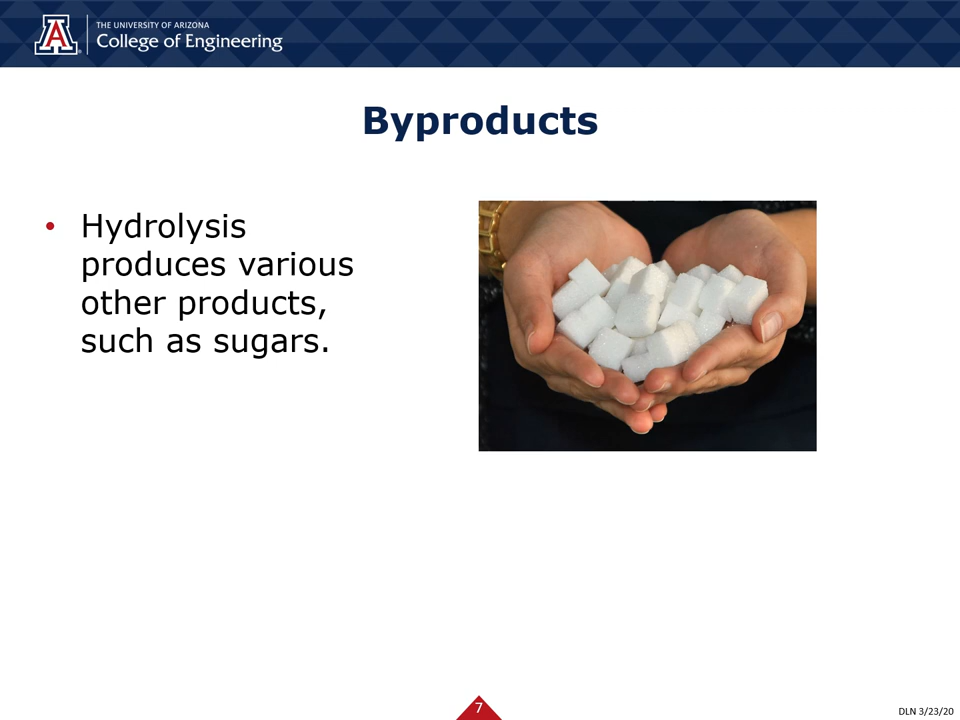 THE UNIVERSITY OF ARIZONA
College of Engineering
Byproducts
• Hydrolysis
produces various
other products,
such as sugars.
7
DLN 3/23/20